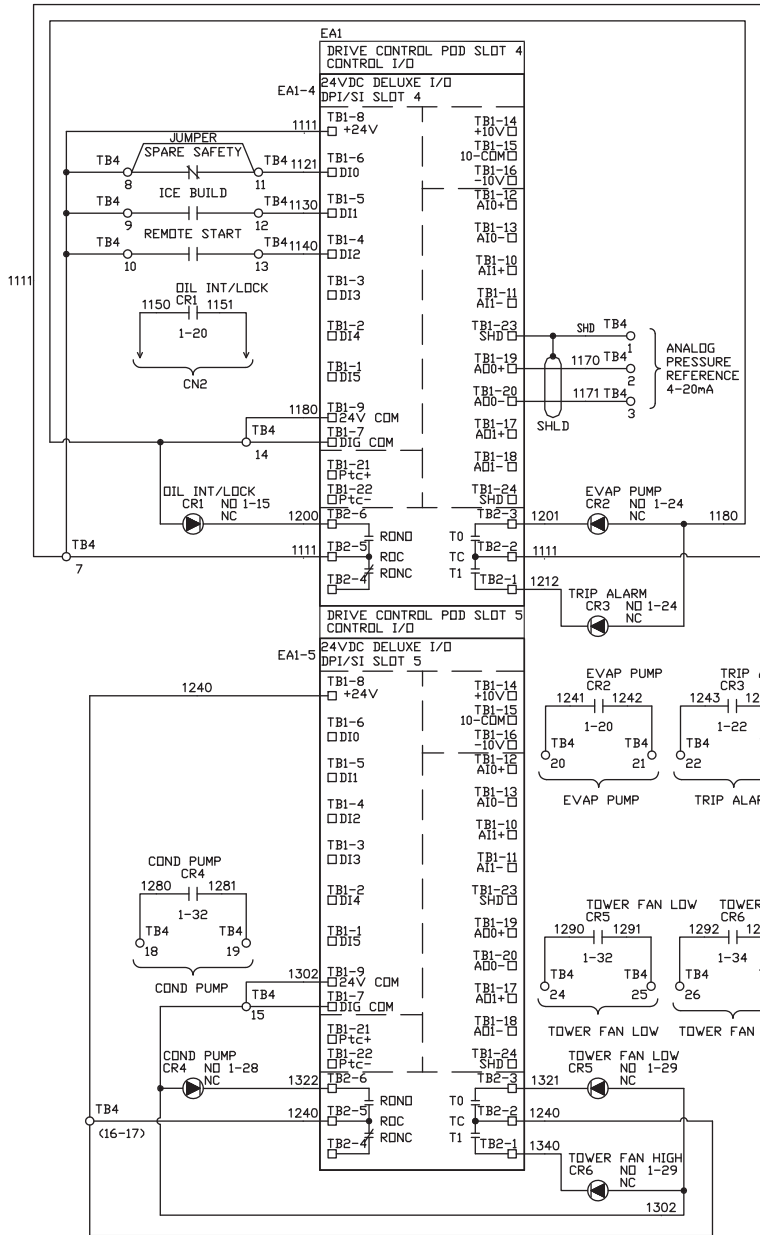 EA1
DRIVE CONTROL POD SLOT 4
CONTROL I/O
EA1-4
24VDC DELUXE I/O
DPI/SI SLOT 4
1111
TB1-8
+24V
TB1-14
+10V
JUMPER
SPARE SAFETY
TB4
8
TB4
11
1121
TB1-6
DI0
TB1-15
10-COM
TB1-16
-10V
ICE BUILD
TB4
9
TB4
12
1130
TB1-5
DI1
TB1-12
AI0+
REMOTE START
TB4
10
TB4
13
1140
TB1-4
DI2
TB1-13
AI0-
TB1-10
AI1+
1111
OIL INT/LOCK
CR1
1150
1151
1-20
CN2
TB1-3
DI3
TB1-11
AI1-
TB1-2
DI4
TB1-23
SHD
SHD
TB4
1
TB1-1
DI5
TB1-19
AO0+
1170
TB4
2
TB1-20
AO0-
1171
TB4
3
ANALOG
PRESSURE
REFERENCE
4-20mA
SHLD
1180
TB1-9
24V COM
TB4
14
TB1-7
DIG COM
TB1-17
AO1+
TB1-18
AO1-
TB1-21
Ptc+
TB1-22
Ptc-
TB1-24
SHD
OIL INT/LOCK
CR1
NO 1-15
NC
1200
TB2-6
RONO
TB4
7
1111
TB2-5
ROC
TB2-4
RONC
TO
TB2-3
1201
EVAP PUMP
CR2
NO 1-24
NC
1180
TC
TB2-2
1111
T1
TB2-1
1212
TRIP ALARM
CR3
NO 1-24
NC
DRIVE CONTROL POD SLOT 5
CONTROL I/O
EA1-5
24VDC DELUXE I/O
DPI/SI SLOT 5
1240
TB1-8
+24V
TB1-14
+10V
TB1-6
DI0
TB1-15
10-COM
TB1-16
-10V
TB1-5
DI1
TB1-12
AI0+
TB1-4
DI2
TB1-13
AI0-
TB1-10
AI1+
TB1-3
DI3
TB1-11
AI1-
TB1-2
DI4
TB1-23
SHD
TB1-1
DI5
TB1-19
AO0+
TB1-20
AO0-
EVAP PUMP
CR2
1241
1242
1-20
TB4
20
TB4
21
EVAP PUMP
TRIP
CR3
1243
1-22
TB4
22
TRIP
COND PUMP
CR4
1280
1281
1-32
TB4
18
TB4
19
COND PUMP
TOWER FAN LOW
CR5
1290
1291
1-32
TB4
24
TB4
25
TOWER FAN LOW
TOWER
CR6
1292
1-34
TB4
26
TOWER FAN
1302
TB1-9
24V COM
TB4
15
TB1-7
DIG COM
TB1-17
AO1+
TB1-18
AO1-
TB1-21
Ptc+
TB1-22
Ptc-
TB1-24
SHD
COND PUMP
CR4
NO 1-28
NC
1322
TB2-6
RONO
TB4
(16-17)
1240
TB2-5
ROC
TB2-4
RONC
TO
TB2-3
1321
TOWER FAN LOW
CR5
NO 1-29
NC
TC
TB2-2
1240
T1
TB2-1
1340
TOWER FAN HIGH
CR6
NO 1-29
NC
1302